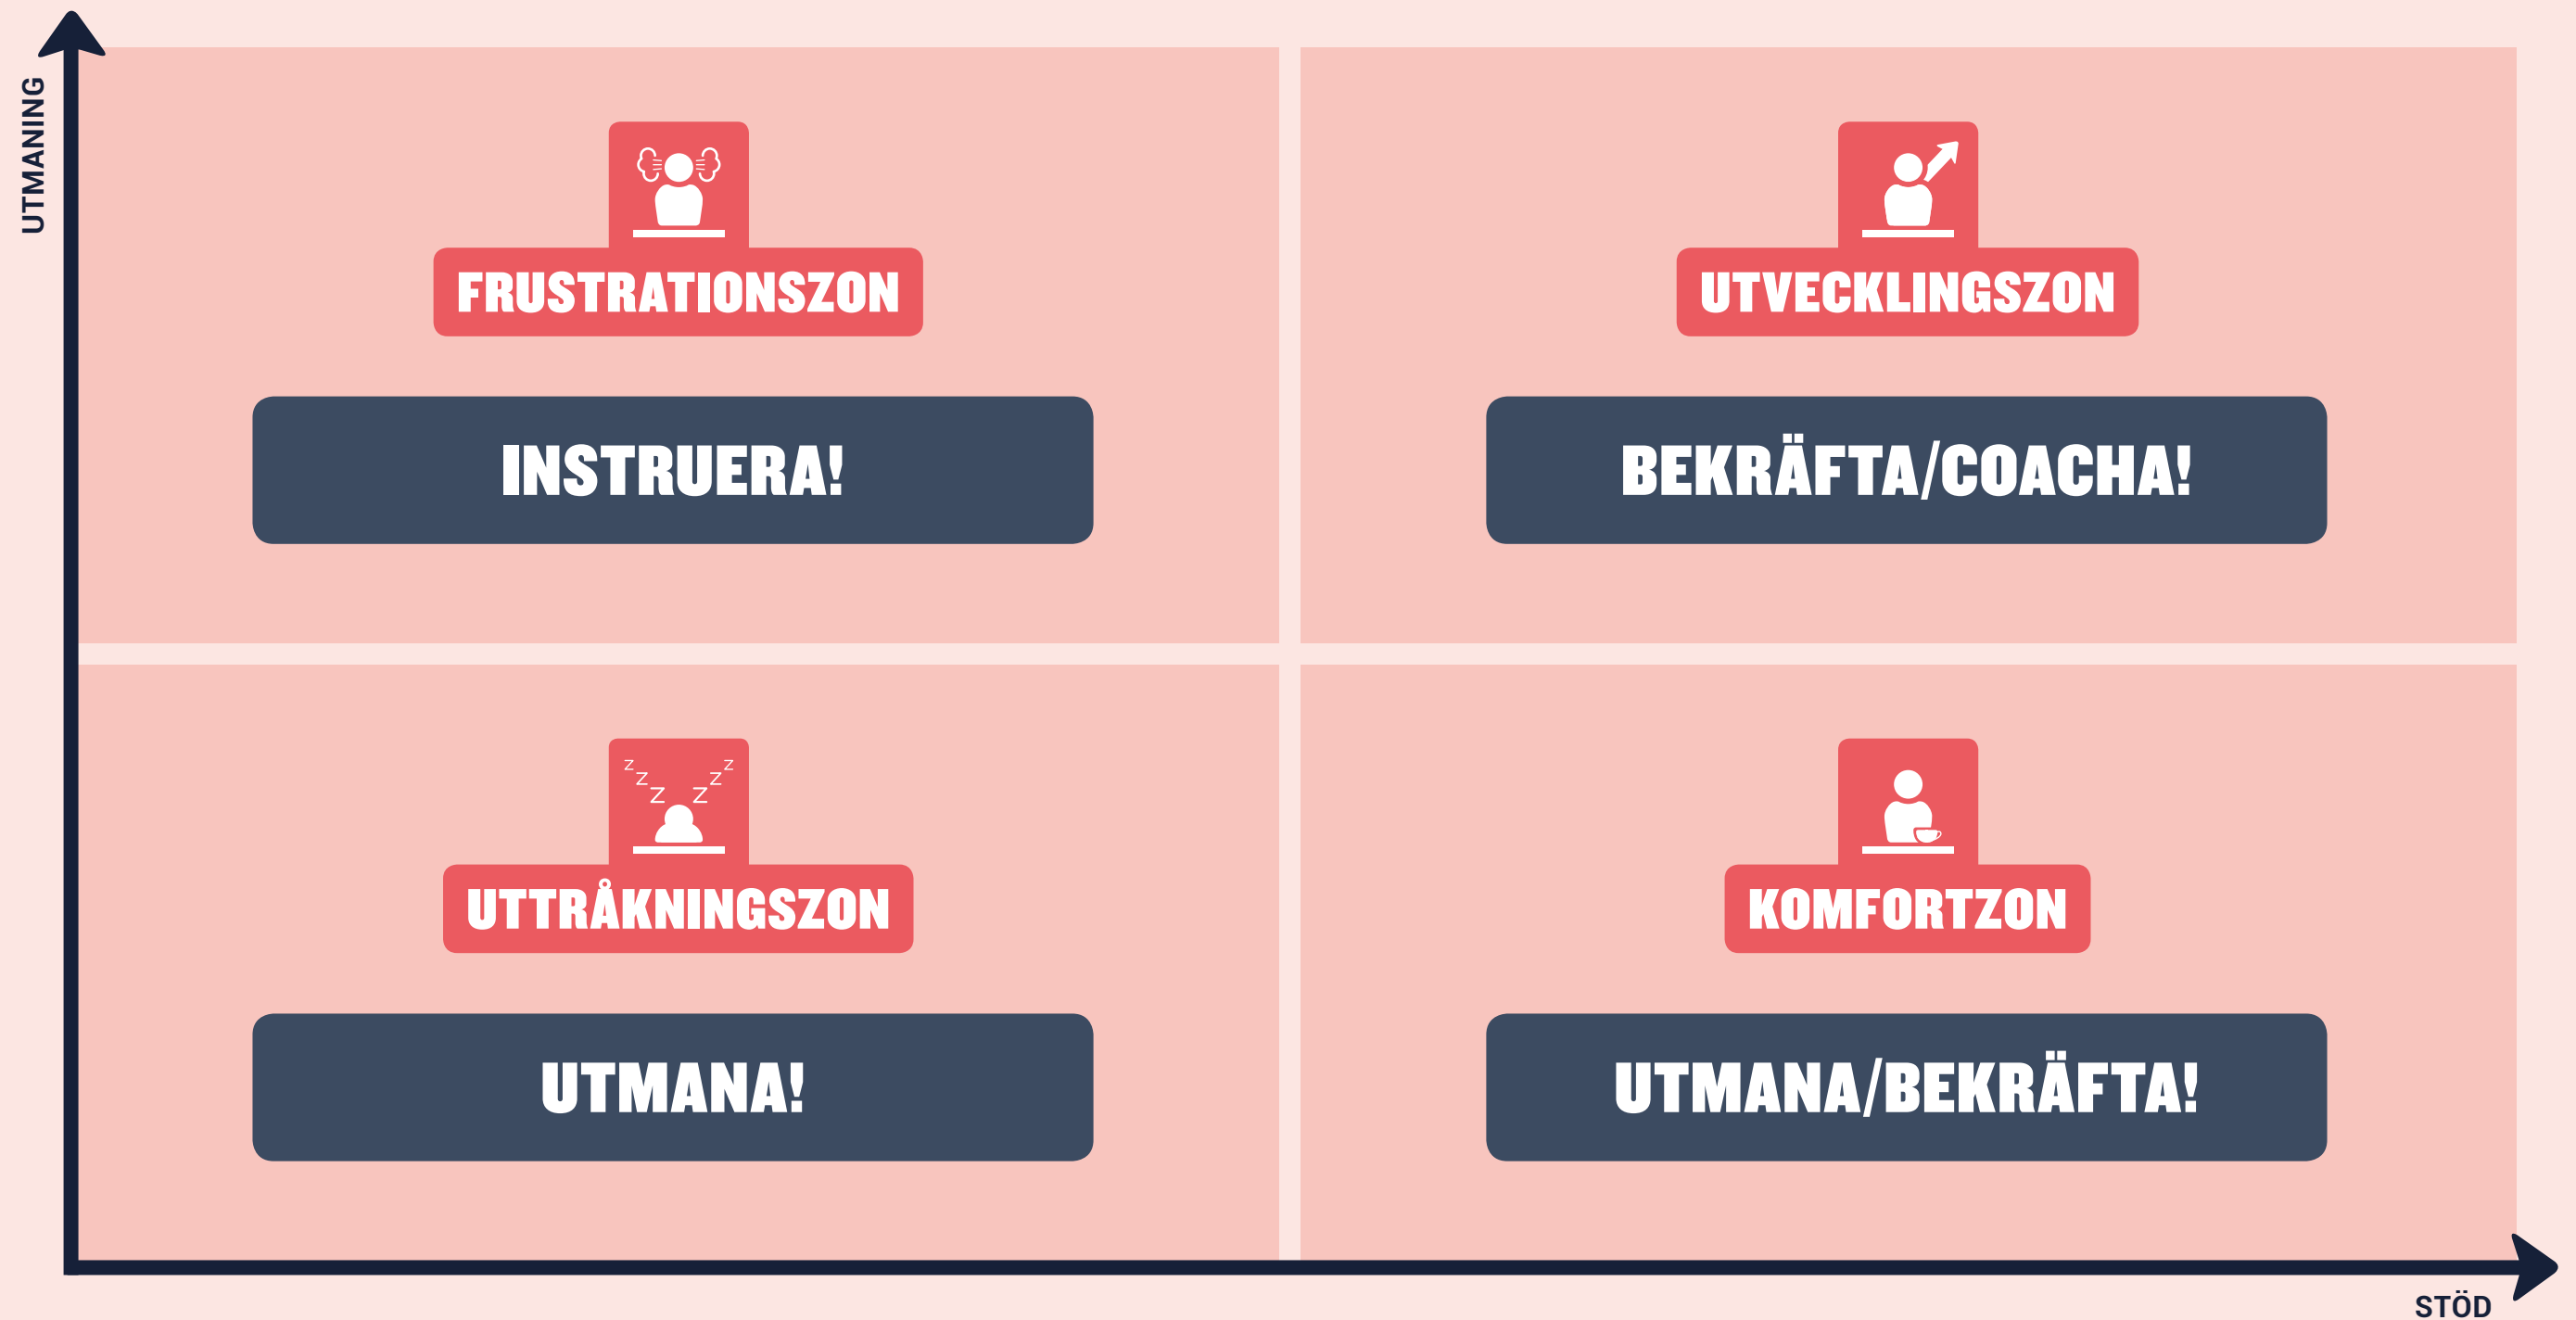 UTMANING
FRUSTRATIONSZON
INSTRUERA!
UTVECKLINGSZON
BEKRÄFTA/COACHA!
Z Z Z Z Z Z
UTTRÅKNINGSZON
UTMANA!
KOMFORTZON
UTMANA/BEKRÄFTA!
STÖD